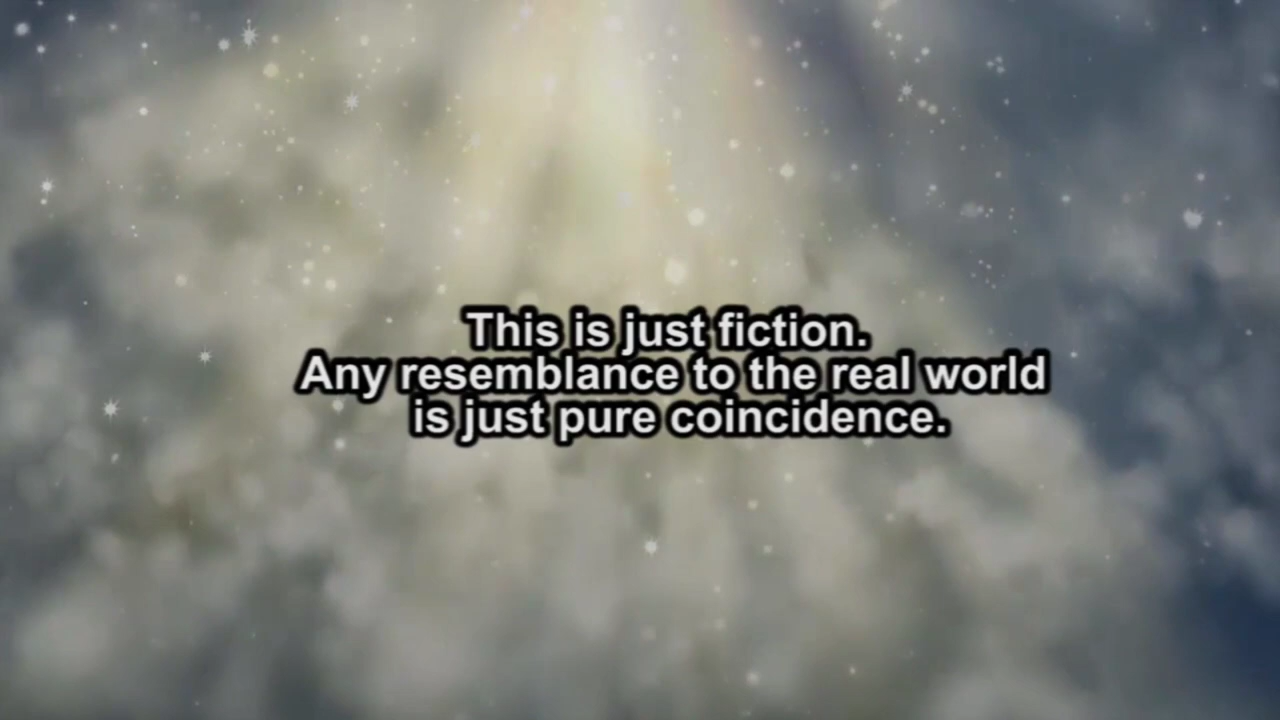 This is just fiction.
Any resemblance to the real world
is just pure coincidence.